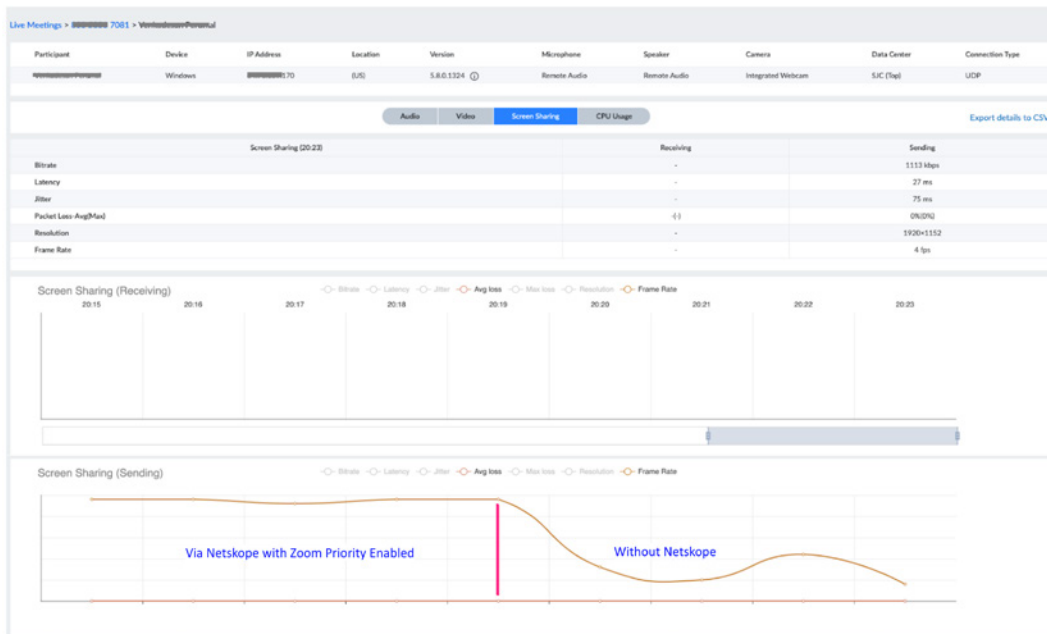 Live Meetings > 7081 >
Participant Device IP Address Location Version Microphone Speaker Camera Data Center Connection Type
Windows 170 (US) 5.8.0.1324 Remote Audio Remote Audio Integrated Webcam SJC (Top) UDP
Audio Video Screen Sharing CPU Usage Export details to CSV
Screen Sharing (20:23) Receiving Sending
Bitrate - 1113 kbps
Latency - 27 ms
Jitter - 75 ms
Packet Loss-Avg(Max) -(-) 0%(0%)
Resolution - 1920×1152
Frame Rate - 4 fps
Screen Sharing (Receiving) Bitrate Latency Jitter Avg loss Max loss Resolution Frame Rate
20:15 20:16 20:17 20:18 20:19 20:20 20:21 20:22 20:23
Screen Sharing (Sending) Bitrate Latency Jitter Avg loss Max loss Resolution Frame Rate
Via Netskope with Zoom Priority Enabled Without Netskope